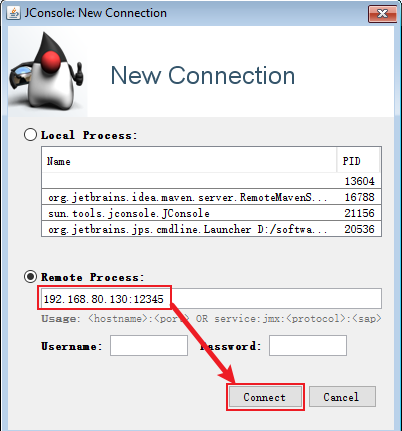 JConsole: New Connection
New Connection
Local Process:
Name PID
13604
org.jetbrains.idea.maven.server.RemoteMavenS... 16788
sun.tools.jconsole.JConsole 21156
org.jetbrains.jps.cmdline.Launcher D:/softwa... 20536
Remote Process:
192.168.80.130:12345
Usage: <hostname>:<port> OR service:jmx:<protocol>:<sap>
Username: Password:
Connect Cancel